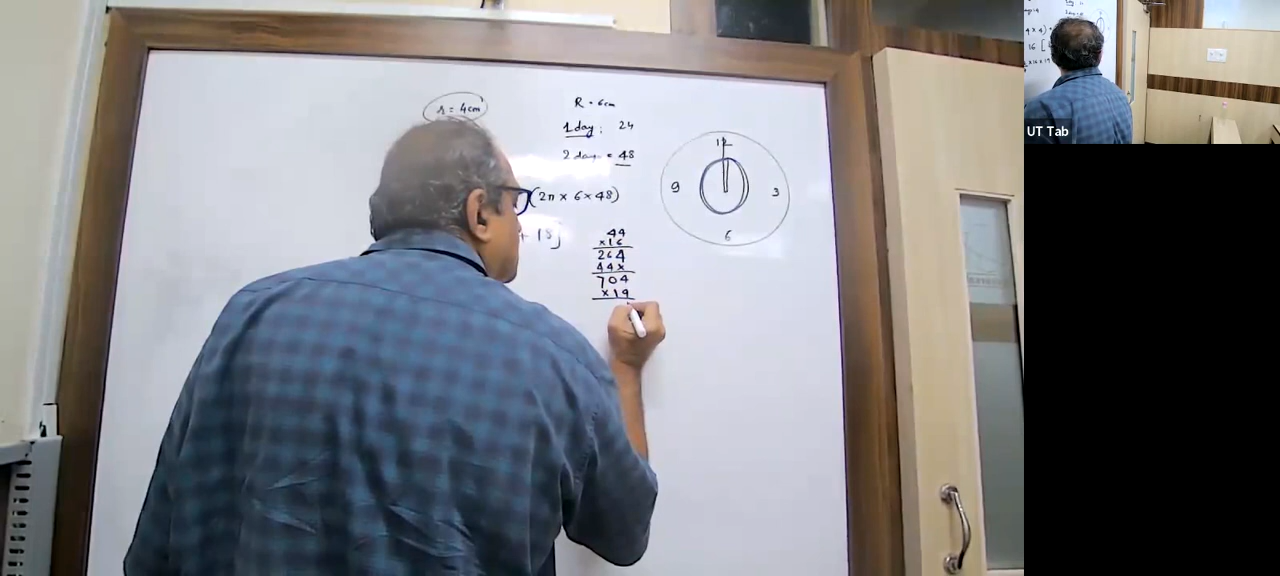 r = 4cm
R = 6cm
1 day : 24
2 day = 48
(2π × 6 × 48)
+ 18]
44
×16
264
44×
704
×19
12
9 3
6
UT Tab